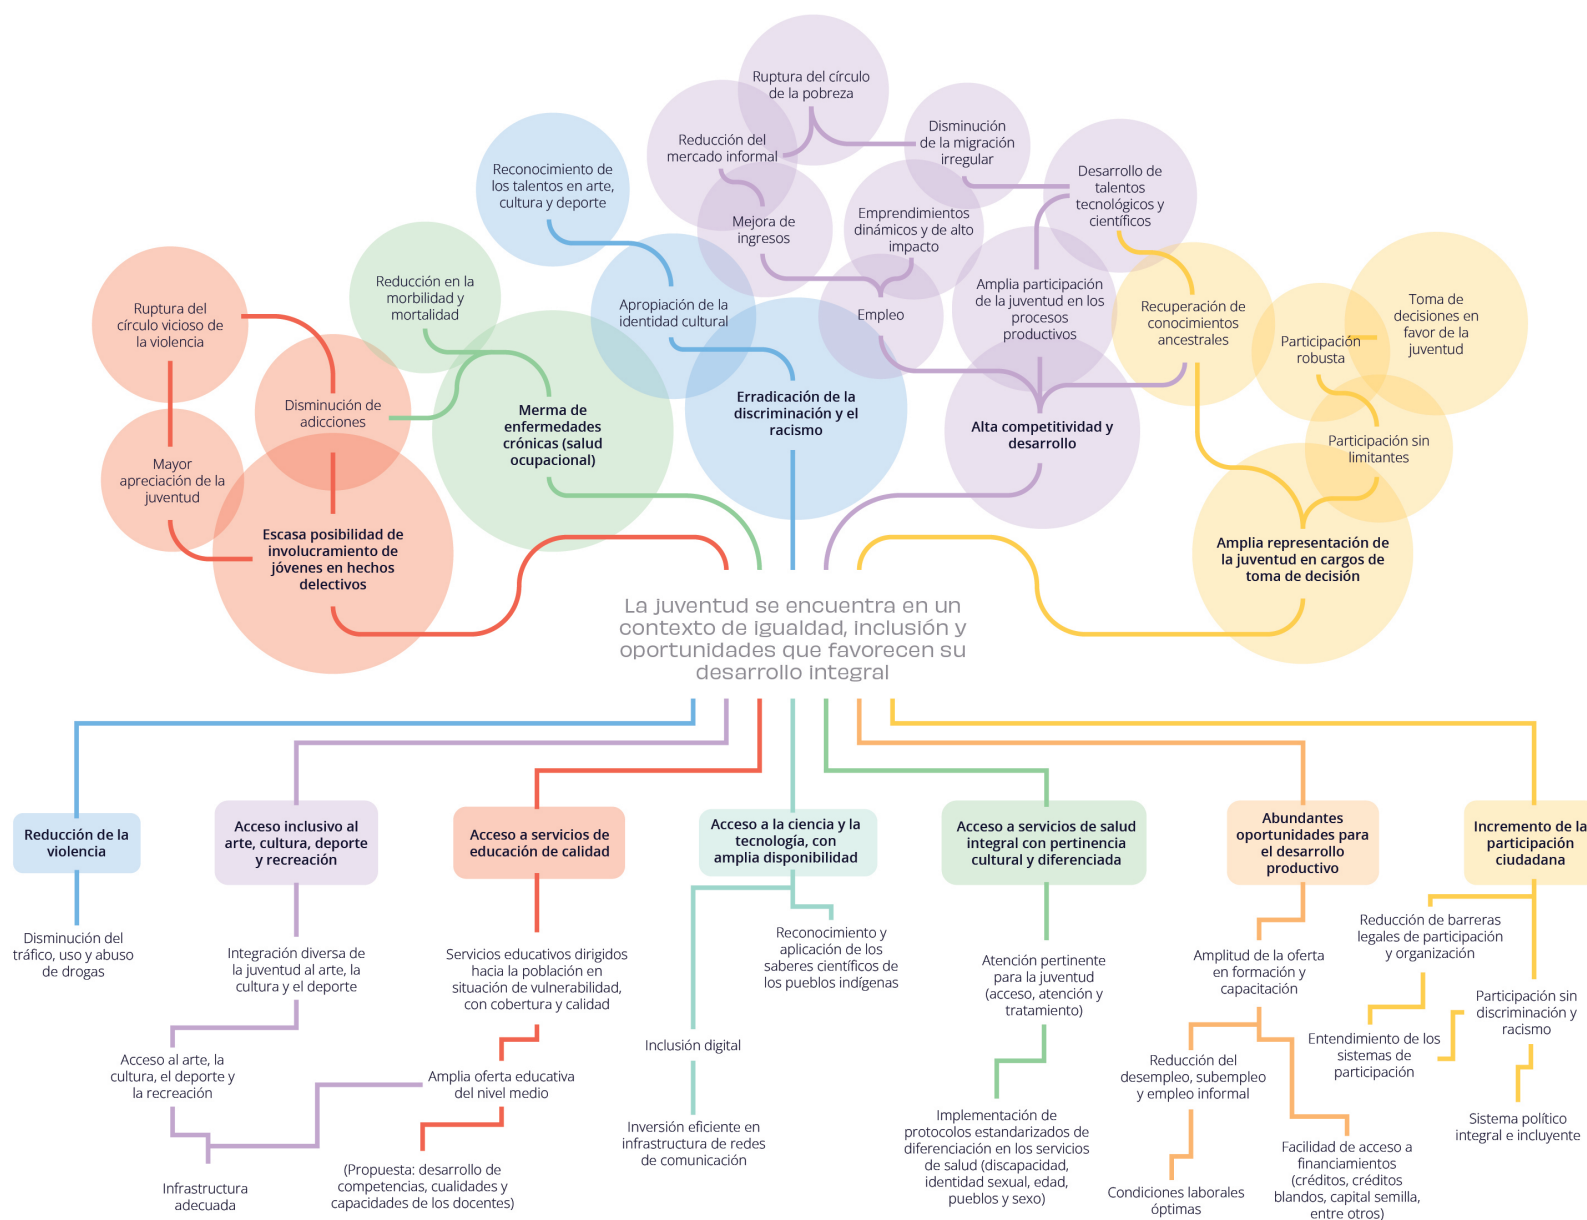 Ruptura del círculo
de la pobreza
Reducción del
mercado informal
Disminución
de la migración
irregular
Reconocimiento de
los talentos en arte,
cultura y deporte
Desarrollo de
talentos
tecnológicos y
científicos
Mejora de
ingresos
Emprendimientos
dinámicos y de alto
impacto
Reducción en la
morbilidad y
mortalidad
Apropiación de la
identidad cultural
Empleo
Amplia participación
de la juventud en los
procesos
productivos
Recuperación de
conocimientos
ancestrales
Toma de
decisiones en
favor de la
juventud
Participación
robusta
Ruptura del
círculo vicioso de
la violencia
Disminución de
adicciones
Merma de
enfermedades
crónicas (salud
ocupacional)
Erradicación de la
discriminación y el
racismo
Alta competitividad y
desarrollo
Participación sin
limitantes
Mayor
apreciación de la
juventud
Escasa posibilidad de
involucramiento de
jóvenes en hechos
delectivos
Amplia representación de
la juventud en cargos de
toma de decisión
La juventud se encuentra en un
contexto de igualdad, inclusión y
oportunidades que favorecen su
desarrollo integral
Reducción de la
violencia
Acceso inclusivo al
arte, cultura, deporte
y recreación
Acceso a servicios de
educación de calidad
Acceso a la ciencia y la
tecnología, con
amplia disponibilidad
Acceso a servicios de salud
integral con pertinencia
cultural y diferenciada
Abundantes
oportunidades para
el desarrollo
productivo
Incremento de la
participación
ciudadana
Disminución del
tráfico, uso y abuso
de drogas
Integración diversa de
la juventud al arte, la
cultura y el deporte
Servicios educativos dirigidos
hacia la población en
situación de vulnerabilidad,
con cobertura y calidad
Reconocimiento y
aplicación de los
saberes científicos de
los pueblos indígenas
Atención pertinente
para la juventud
(acceso, atención y
tratamiento)
Amplitud de la oferta
en formación y
capacitación
Reducción de barreras
legales de participación
y organización
Participación sin
discriminación y
racismo
Acceso al arte, la
cultura, el deporte y
la recreación
Amplia oferta educativa
del nivel medio
Inclusión digital
Reducción del
desempleo, subempleo
y empleo informal
Entendimiento de los
sistemas de
participación
Infrastructura
adecuada
(Propuesta: desarrollo de
competencias, cualidades y
capacidades de los docentes)
Inversión eficiente en
infrastructura de redes
de comunicación
Implementación de
protocolos estandarizados de
diferenciación en los servicios
de salud (discapacidad,
identidad sexual, edad,
pueblos y sexo)
Condiciones laborales
óptimas
Facilidad de acceso a
financiamientos
(créditos, créditos
blandos, capital semilla,
entre otros)
Sistema político
integral e incluyente